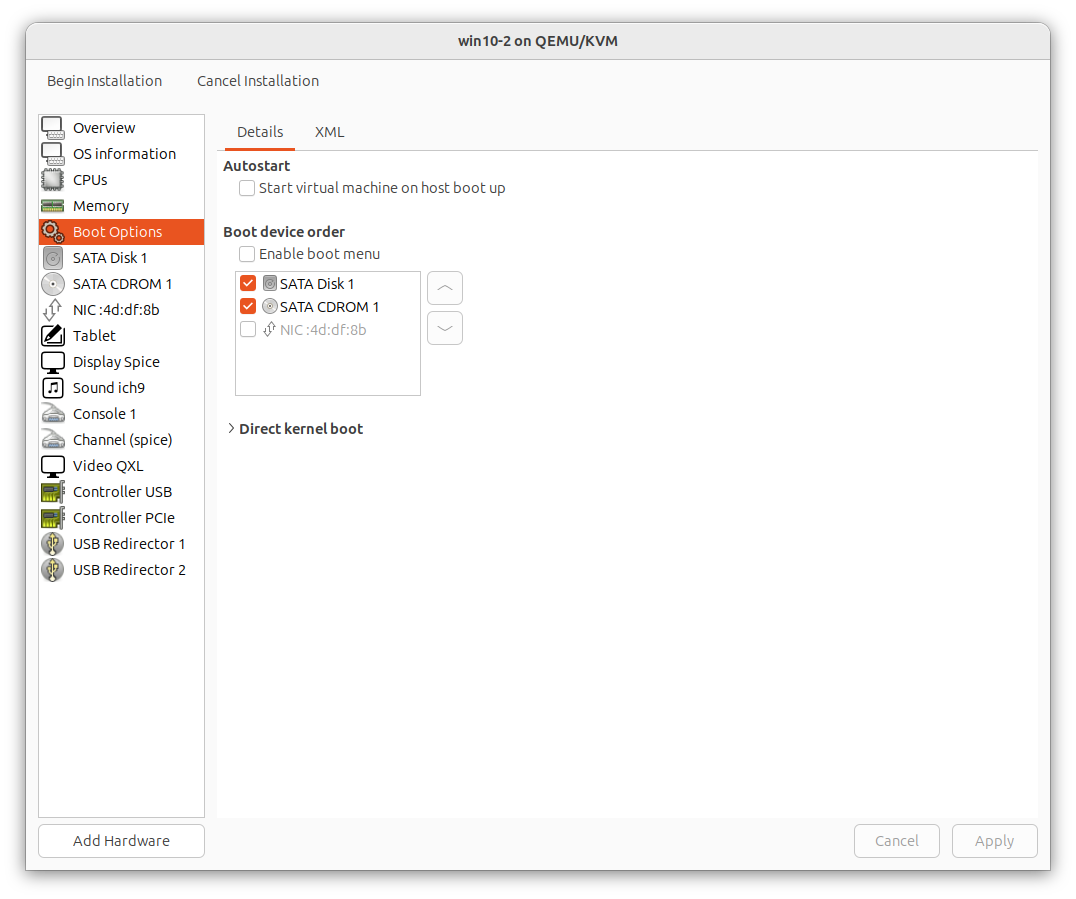 win10-2 on QEMU/KVM
Begin Installation
Cancel Installation
Overview
OS information
CPUs
Memory
Boot Options
SATA Disk 1
SATA CDROM 1
NIC :4d:df:8b
Tablet
Display Spice
Sound ich9
Console 1
Channel (spice)
Video QXL
Controller USB
Controller PCIe
USB Redirector 1
USB Redirector 2
Add Hardware
Details
XML
Autostart
Start virtual machine on host boot up
Boot device order
Enable boot menu
SATA Disk 1
SATA CDROM 1
NIC :4d:df:8b
Direct kernel boot
Cancel
Apply